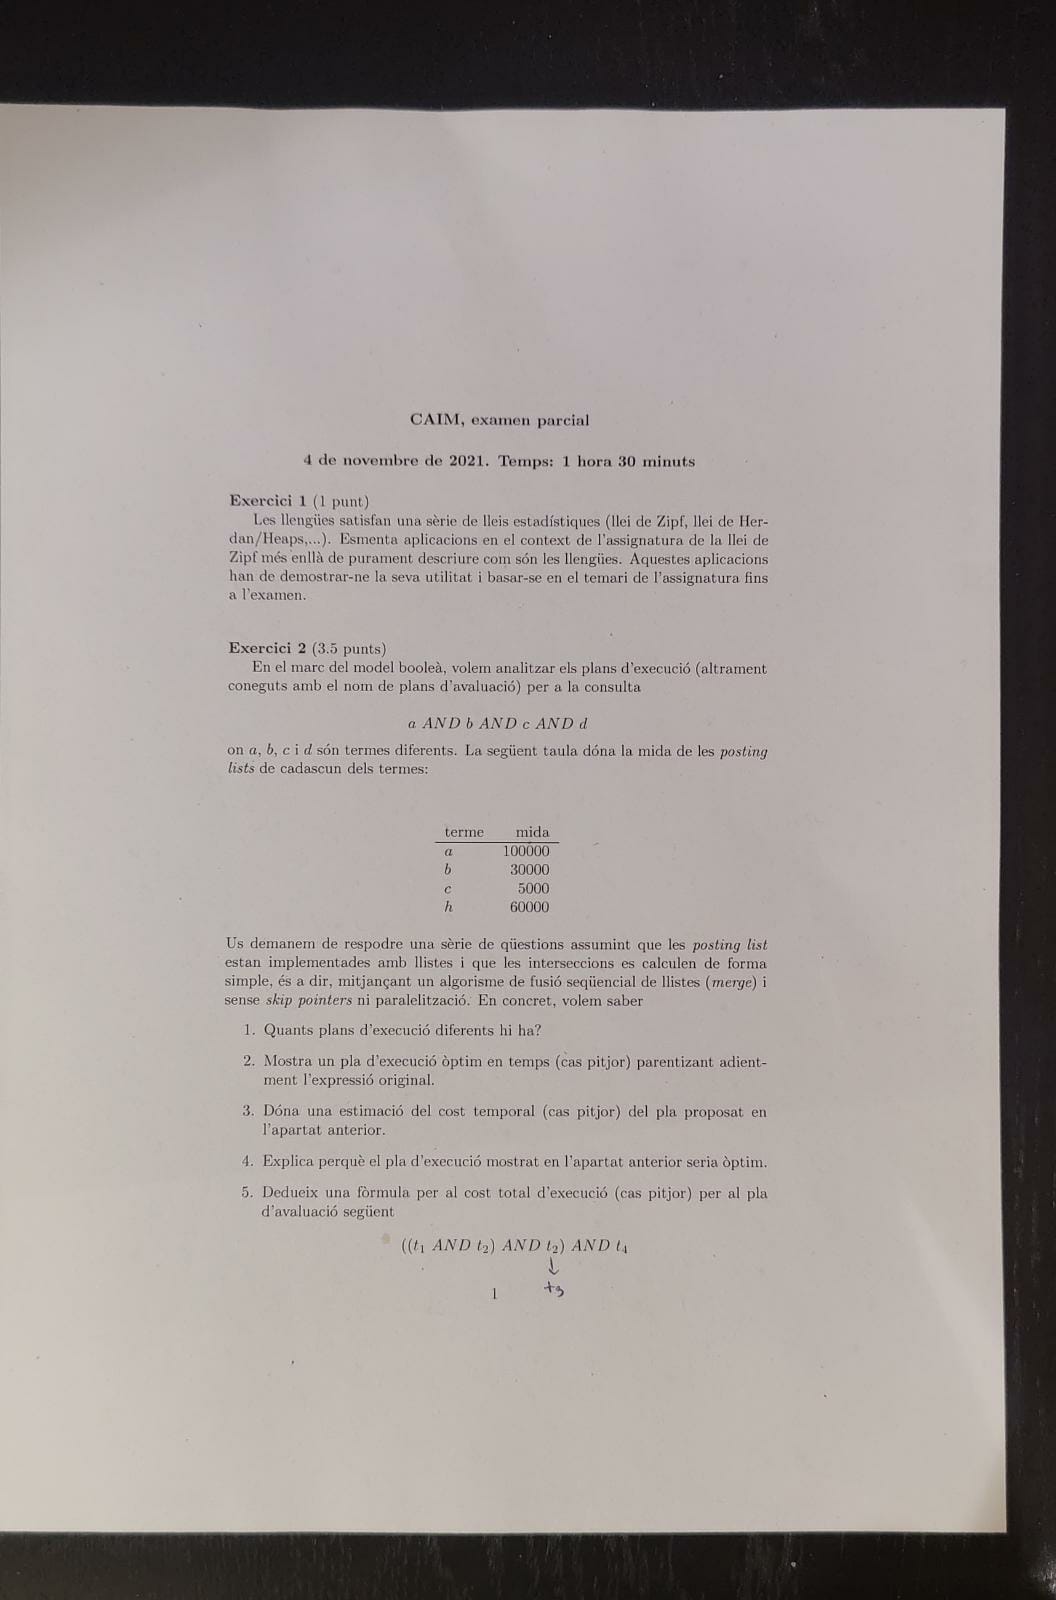 CAIM, examen parcial
4 de novembre de 2021. Temps: 1 hora 30 minuts
Exercici 1 (1 punt)
Les llengües satisfan una sèrie de lleis estadístiques (llei de Zipf, llei de Her-
dan/Heaps,...). Esmenta aplicacions en el context de l'assignatura de la llei de
Zipf més enllà de purament descriure com són les llengües. Aquestes aplicacions
han de demostrar-ne la seva utilitat i basar-se en el temari de l'assignatura fins
a l'examen.
Exercici 2 (3.5 punts)
En el marc del model booleà, volem analitzar els plans d'execució (altrament
coneguts amb el nom de plans d'avaluació) per a la consulta
a AND b AND c AND d
on a, b, c i d són termes diferents. La següent taula dóna la mida de les posting
lists de cadascun dels termes:
terme mida
a 100000
b 30000
c 5000
h 60000
Us demanem de respodre una sèrie de qüestions assumint que les posting list
estan implementades amb llistes i que les interseccions es calculen de forma
simple, és a dir, mitjançant un algorisme de fusió seqüencial de llistes (merge) i
sense skip pointers ni paralelització. En concret, volem saber
1. Quants plans d'execució diferents hi ha?
2. Mostra un pla d'execució òptim en temps (cas pitjor) parentizant adient-
ment l'expressió original.
3. Dóna una estimació del cost temporal (cas pitjor) del pla proposat en
l'apartat anterior.
4. Explica perquè el pla d'execució mostrat en l'apartat anterior seria òptim.
5. Dedueix una fòrmula per al cost total d'execució (cas pitjor) per al pla
d'avaluació següent
((t₁ AND t₂) AND t₂) AND t₄
↓
t₃
1